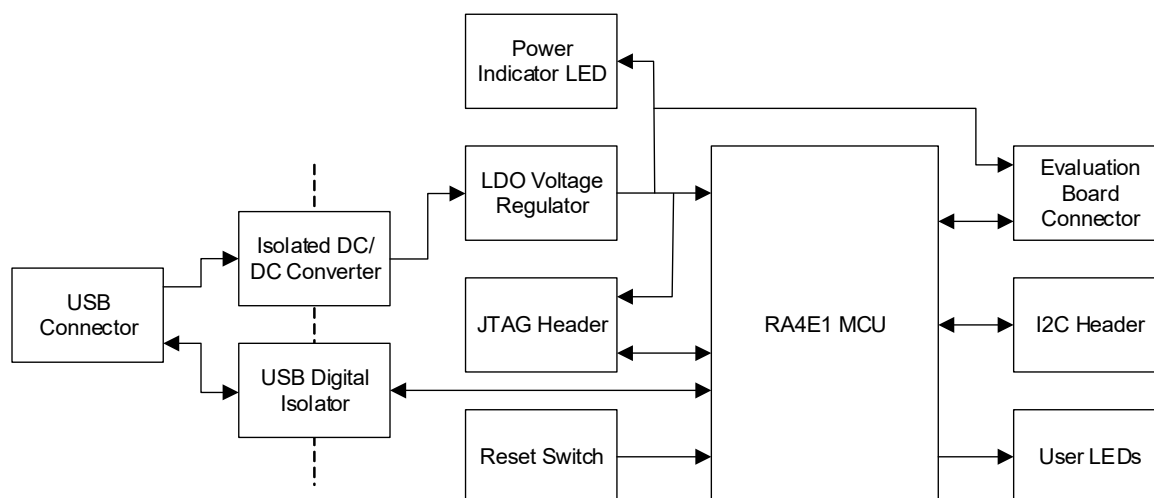 Power
Indicator LED
LDO Voltage
Regulator
Evaluation
Board
Connector
Isolated DC/
DC Converter
USB
Connector
JTAG Header
RA4E1 MCU
I2C Header
USB Digital
Isolator
Reset Switch
User LEDs